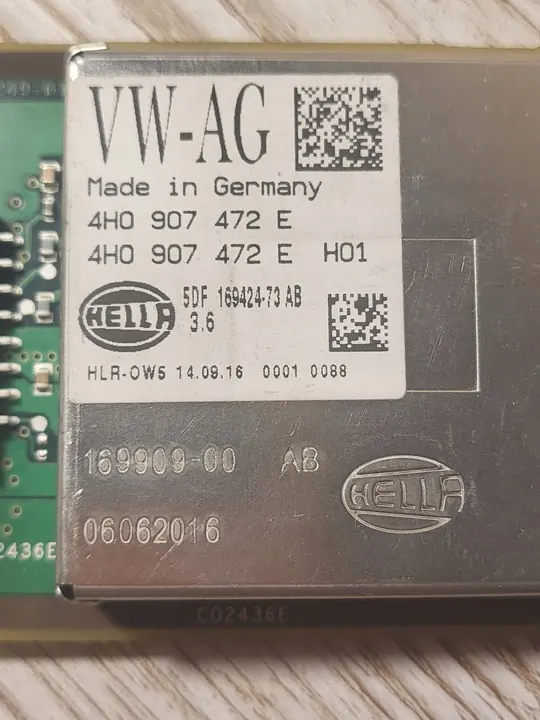 VW-AG
Made in Germany
4H0 907 472 E
4H0 907 472 E H01
HELLA
5DF 169424-73 AB
3.6
HLR-OW5 14.09.16 0001 0088
169909-00 AB
HELLA
06062016
2436E
C02436E